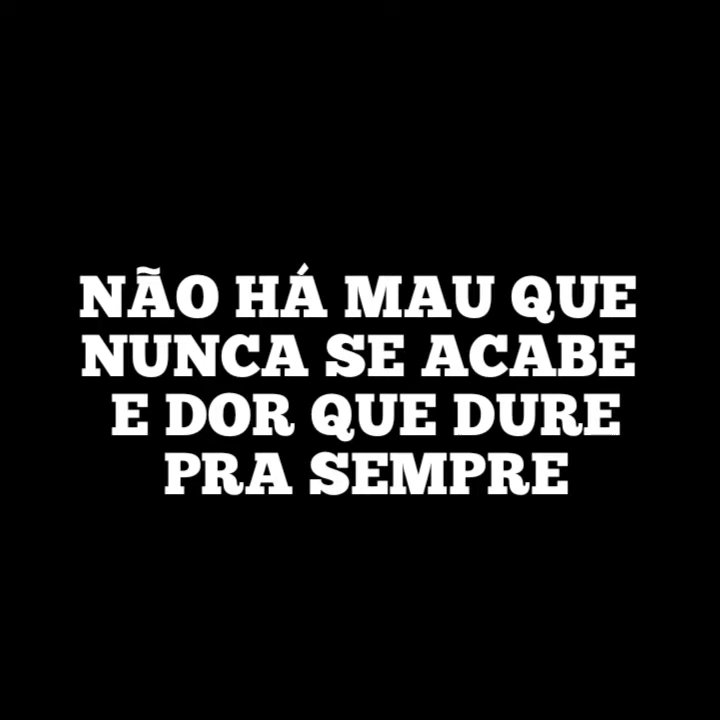 NÃO HÁ MAU QUE
NUNCA SE ACABE
E DOR QUE DURE
PRA SEMPRE